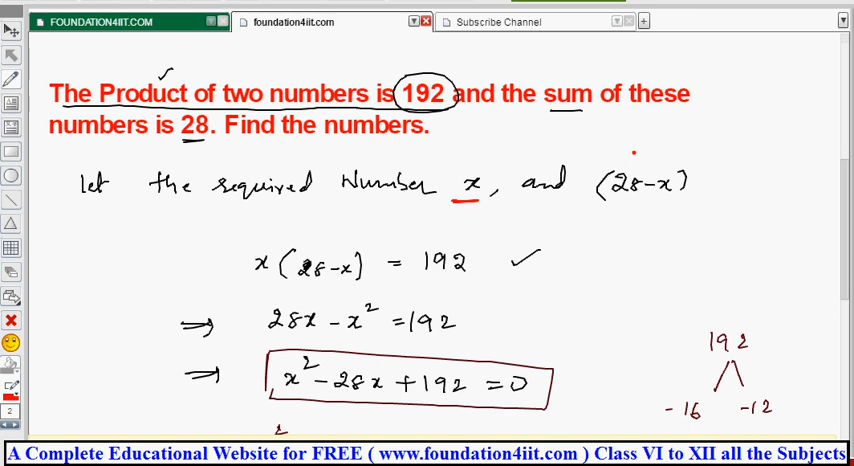 FOUNDATION4IIT.COM foundation4iit.com Subscribe Channel
The Product of two numbers is 192 and the sum of these
numbers is 28. Find the numbers.
let the required Number x, and (28-x)
x (28-x) = 192
⇒ 28x - x² = 192
⇒ x² - 28x + 192 = 0
192
-16 -12
2
A Complete Educational Website for FREE ( www.foundation4iit.com ) Class VI to XII all the Subjects